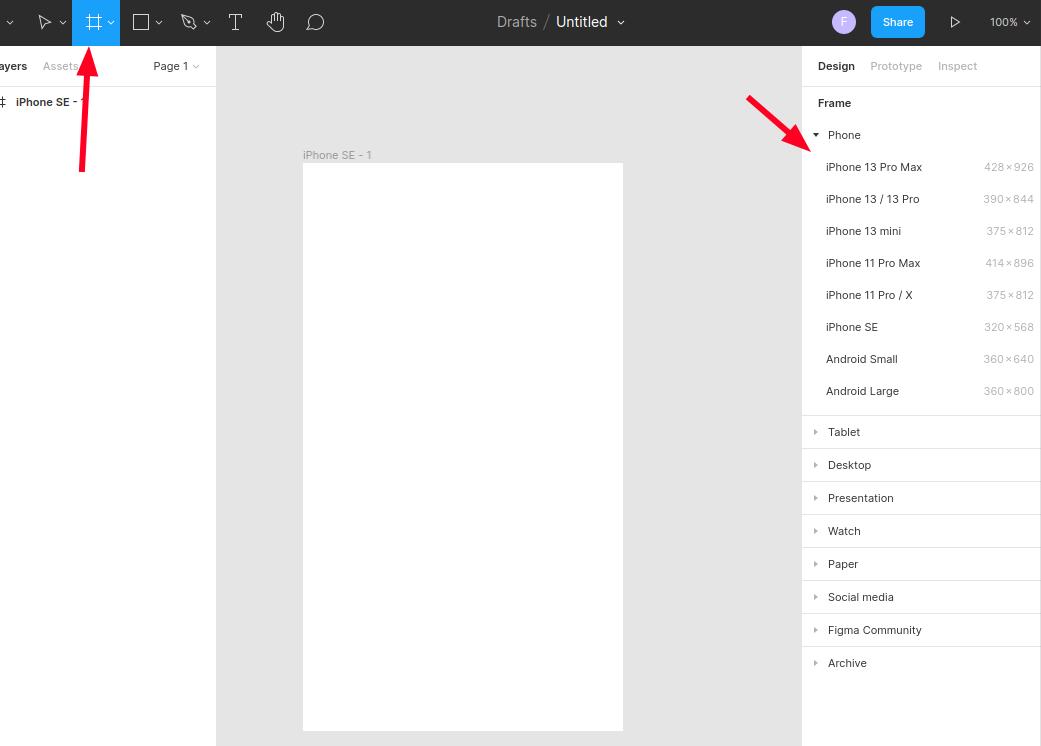 Drafts / Untitled
F
Share
100%
ayers Assets Page 1
iPhone SE - 1
iPhone SE - 1
Design Prototype Inspect
Frame
Phone
iPhone 13 Pro Max 428×926
iPhone 13 / 13 Pro 390×844
iPhone 13 mini 375×812
iPhone 11 Pro Max 414×896
iPhone 11 Pro / X 375×812
iPhone SE 320×568
Android Small 360×640
Android Large 360×800
Tablet
Desktop
Presentation
Watch
Paper
Social media
Figma Community
Archive